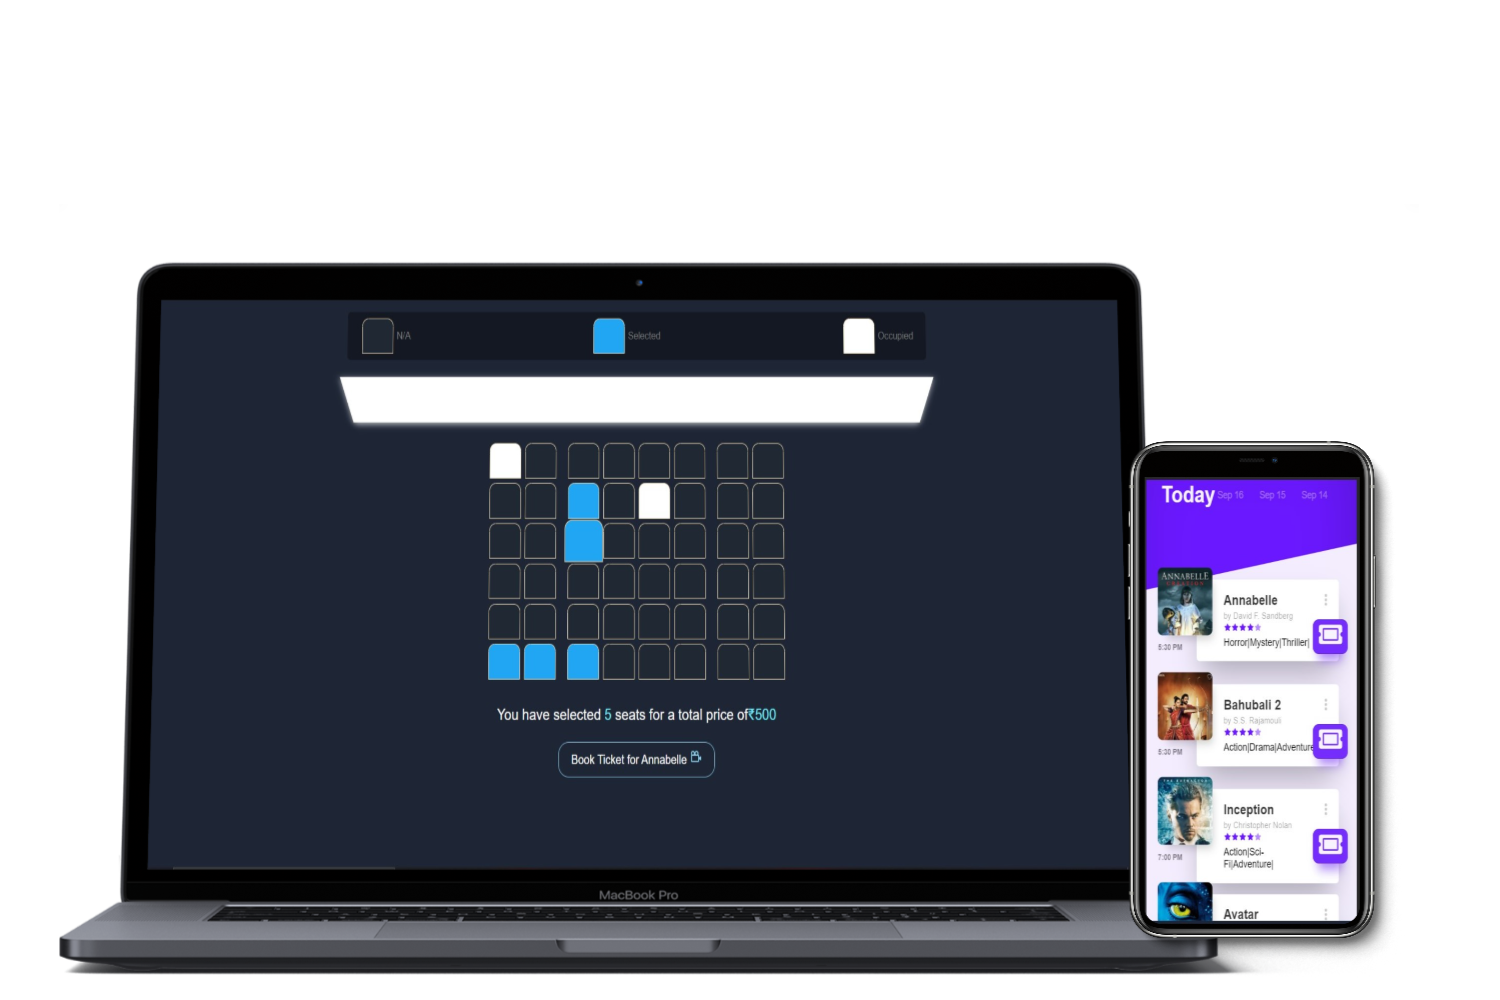 N/A
Selected
Occupied
You have selected 5 seats for a total price of₹500
Book Ticket for Annabelle
MacBook Pro
Today Sep 16 Sep 15 Sep 14
ANNABELLE
Annabelle
by David F. Sandberg
Horror|Mystery|Thriller|
5:30 PM
Bahubali 2
by S.S. Rajamouli
Action|Drama|Adventure
5:30 PM
Inception
by Christopher Nolan
Action|Sci-
Fi|Adventure|
7:00 PM
Avatar